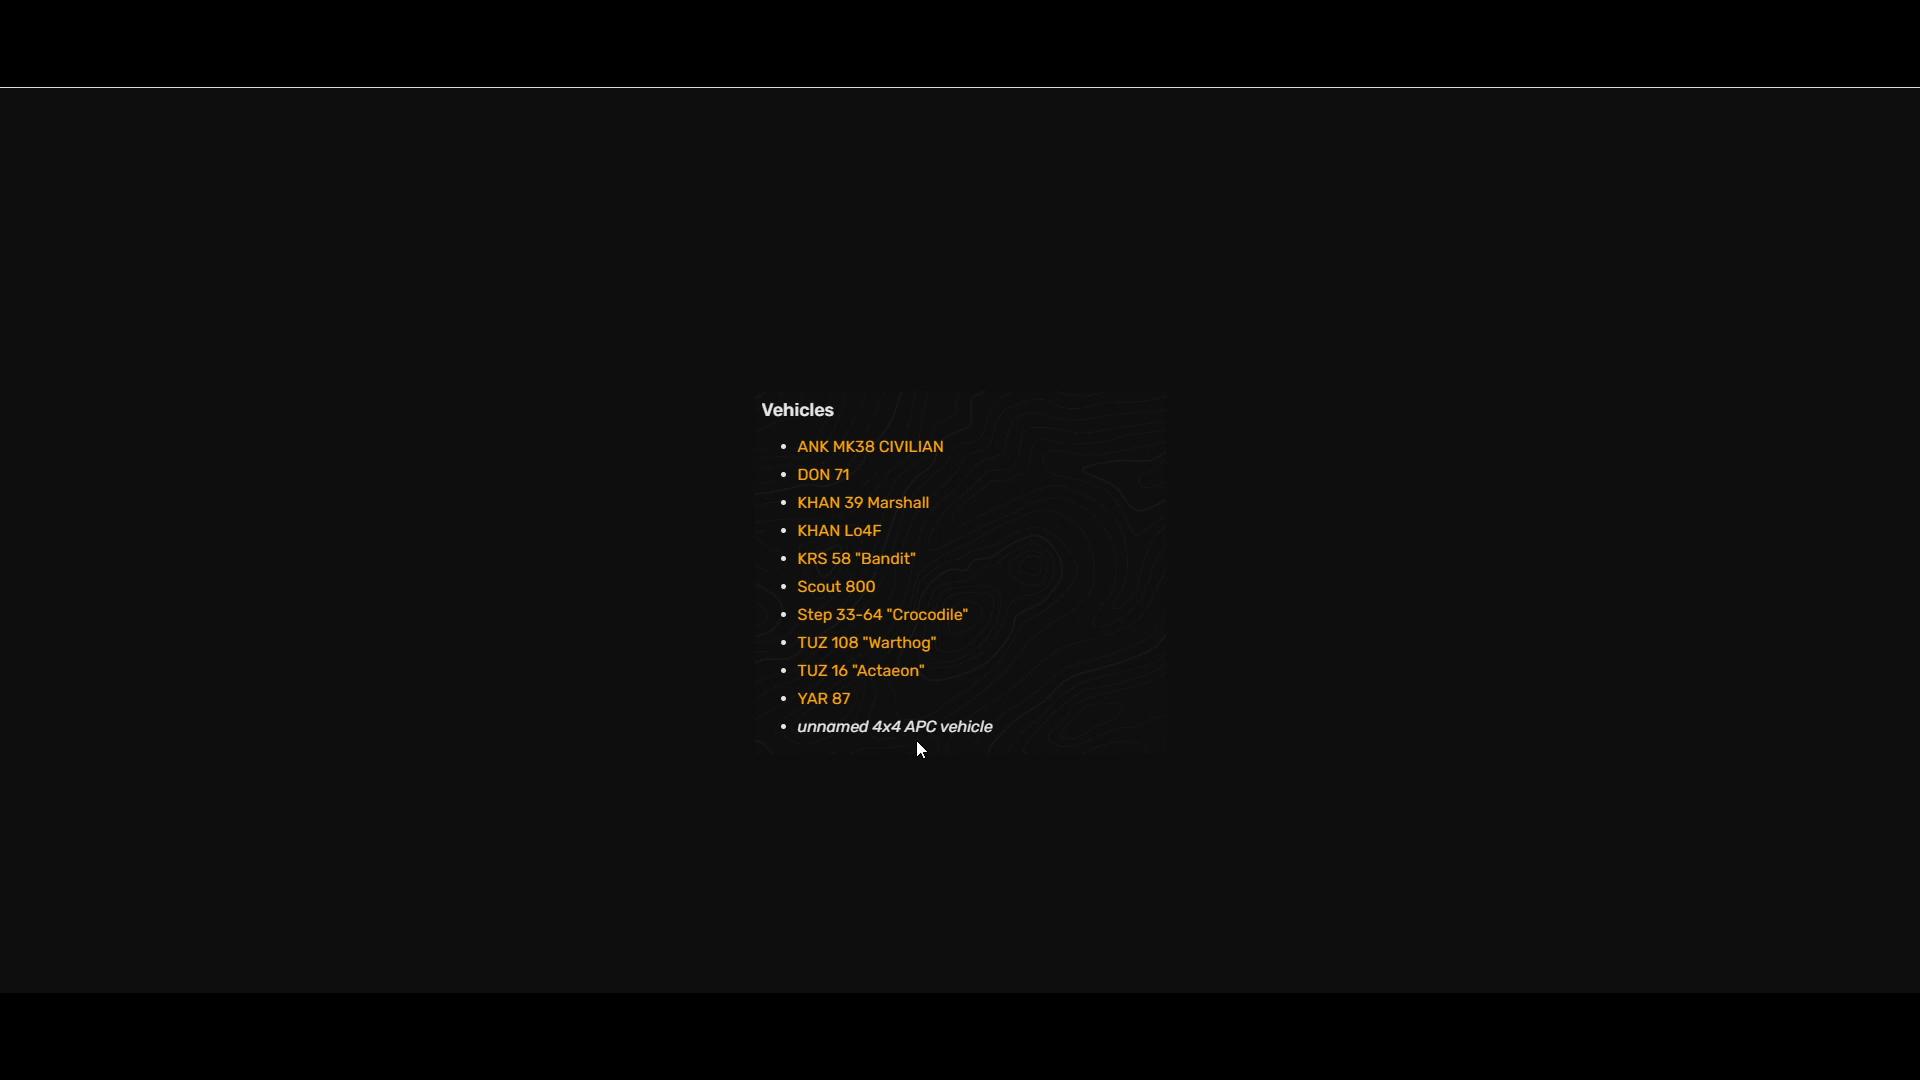 Vehicles
ANK MK38 CIVILIAN
DON 71
KHAN 39 Marshall
KHAN Lo4F
KRS 58 "Bandit"
Scout 800
Step 33-64 "Crocodile"
TUZ 108 "Warthog"
TUZ 16 "Actaeon"
YAR 87
unnamed 4x4 APC vehicle